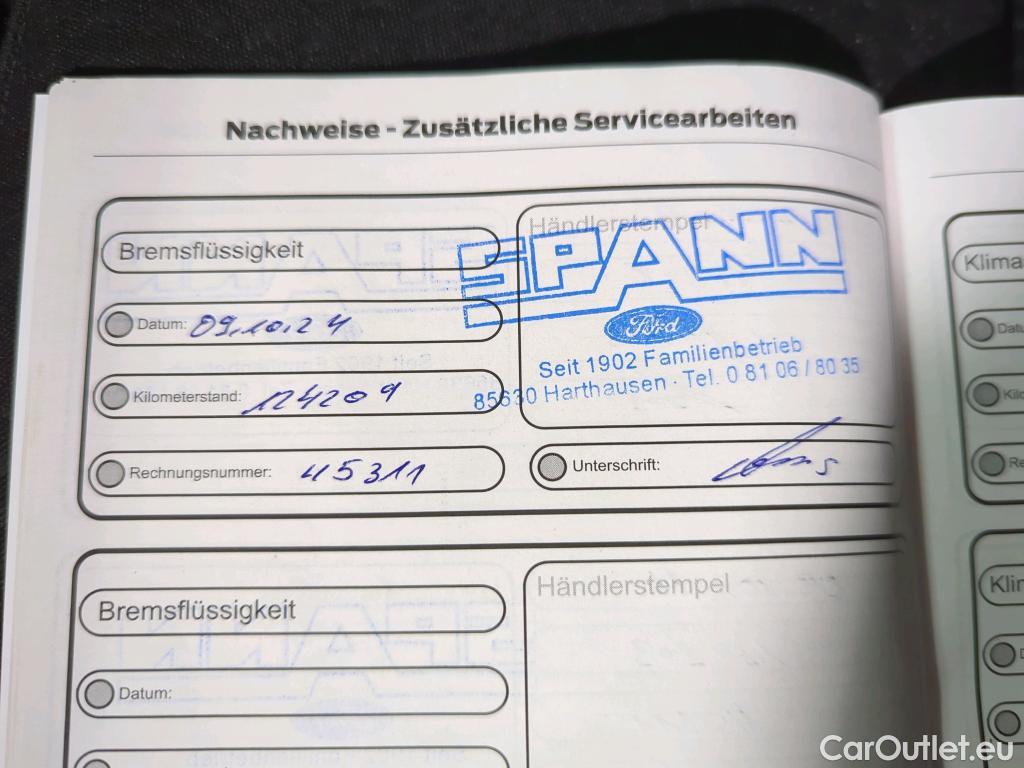 Nachweise - Zusätzliche Servicearbeiten
Bremsflüssigkeit
Datum: 09.10.24
Kilometerstand: 124209
Rechnungsnummer: 45311
Händlerstempel
SPANN
Ford
Seit 1902 Familienbetrieb
85630 Harthausen · Tel. 0 81 06 / 80 35
Unterschrift:
Bremsflüssigkeit
Datum:
Händlerstempel
Klima
CarOutlet.eu